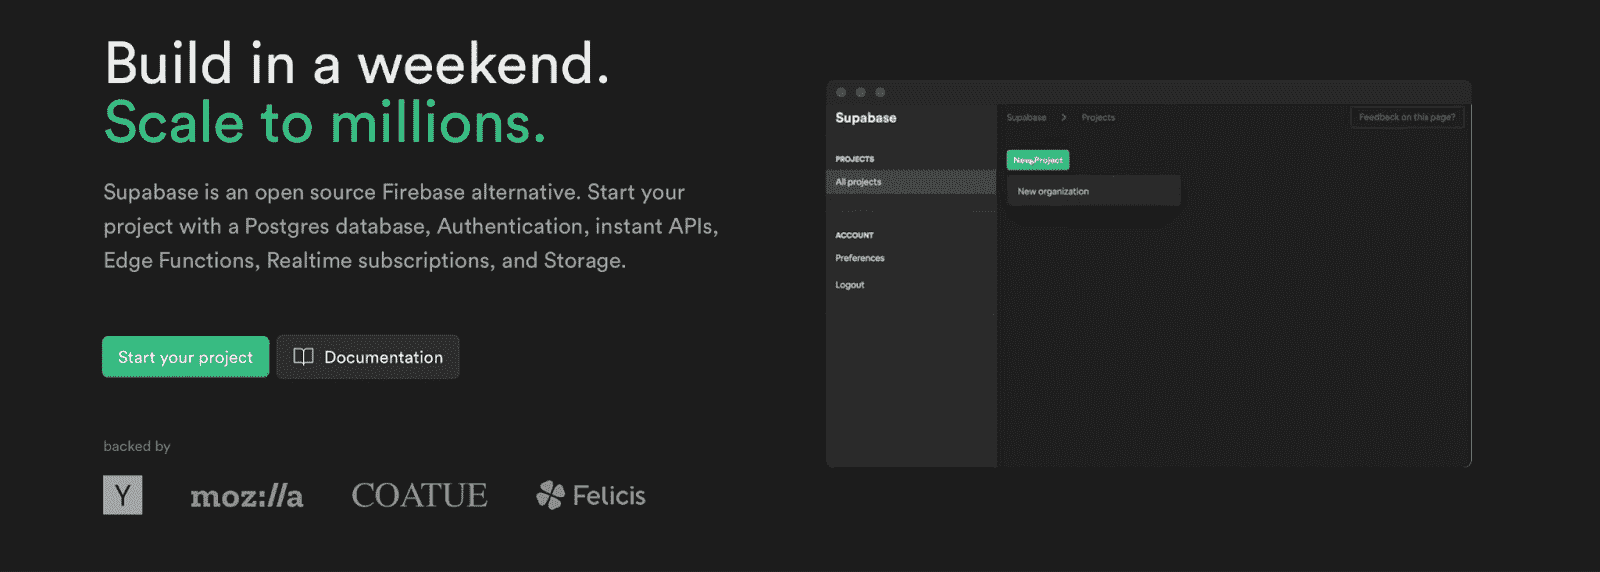 Build in a weekend.
Scale to millions.
Supabase is an open source Firebase alternative. Start your
project with a Postgres database, Authentication, instant APIs,
Edge Functions, Realtime subscriptions, and Storage.
Start your project
Documentation
backed by
Y
moz://a
COATUE
Felicis
Supabase
PROJECTS
All projects
ACCOUNT
Preferences
Logout
Supabase > Projects
Feedback on this page?
New Project
New organization